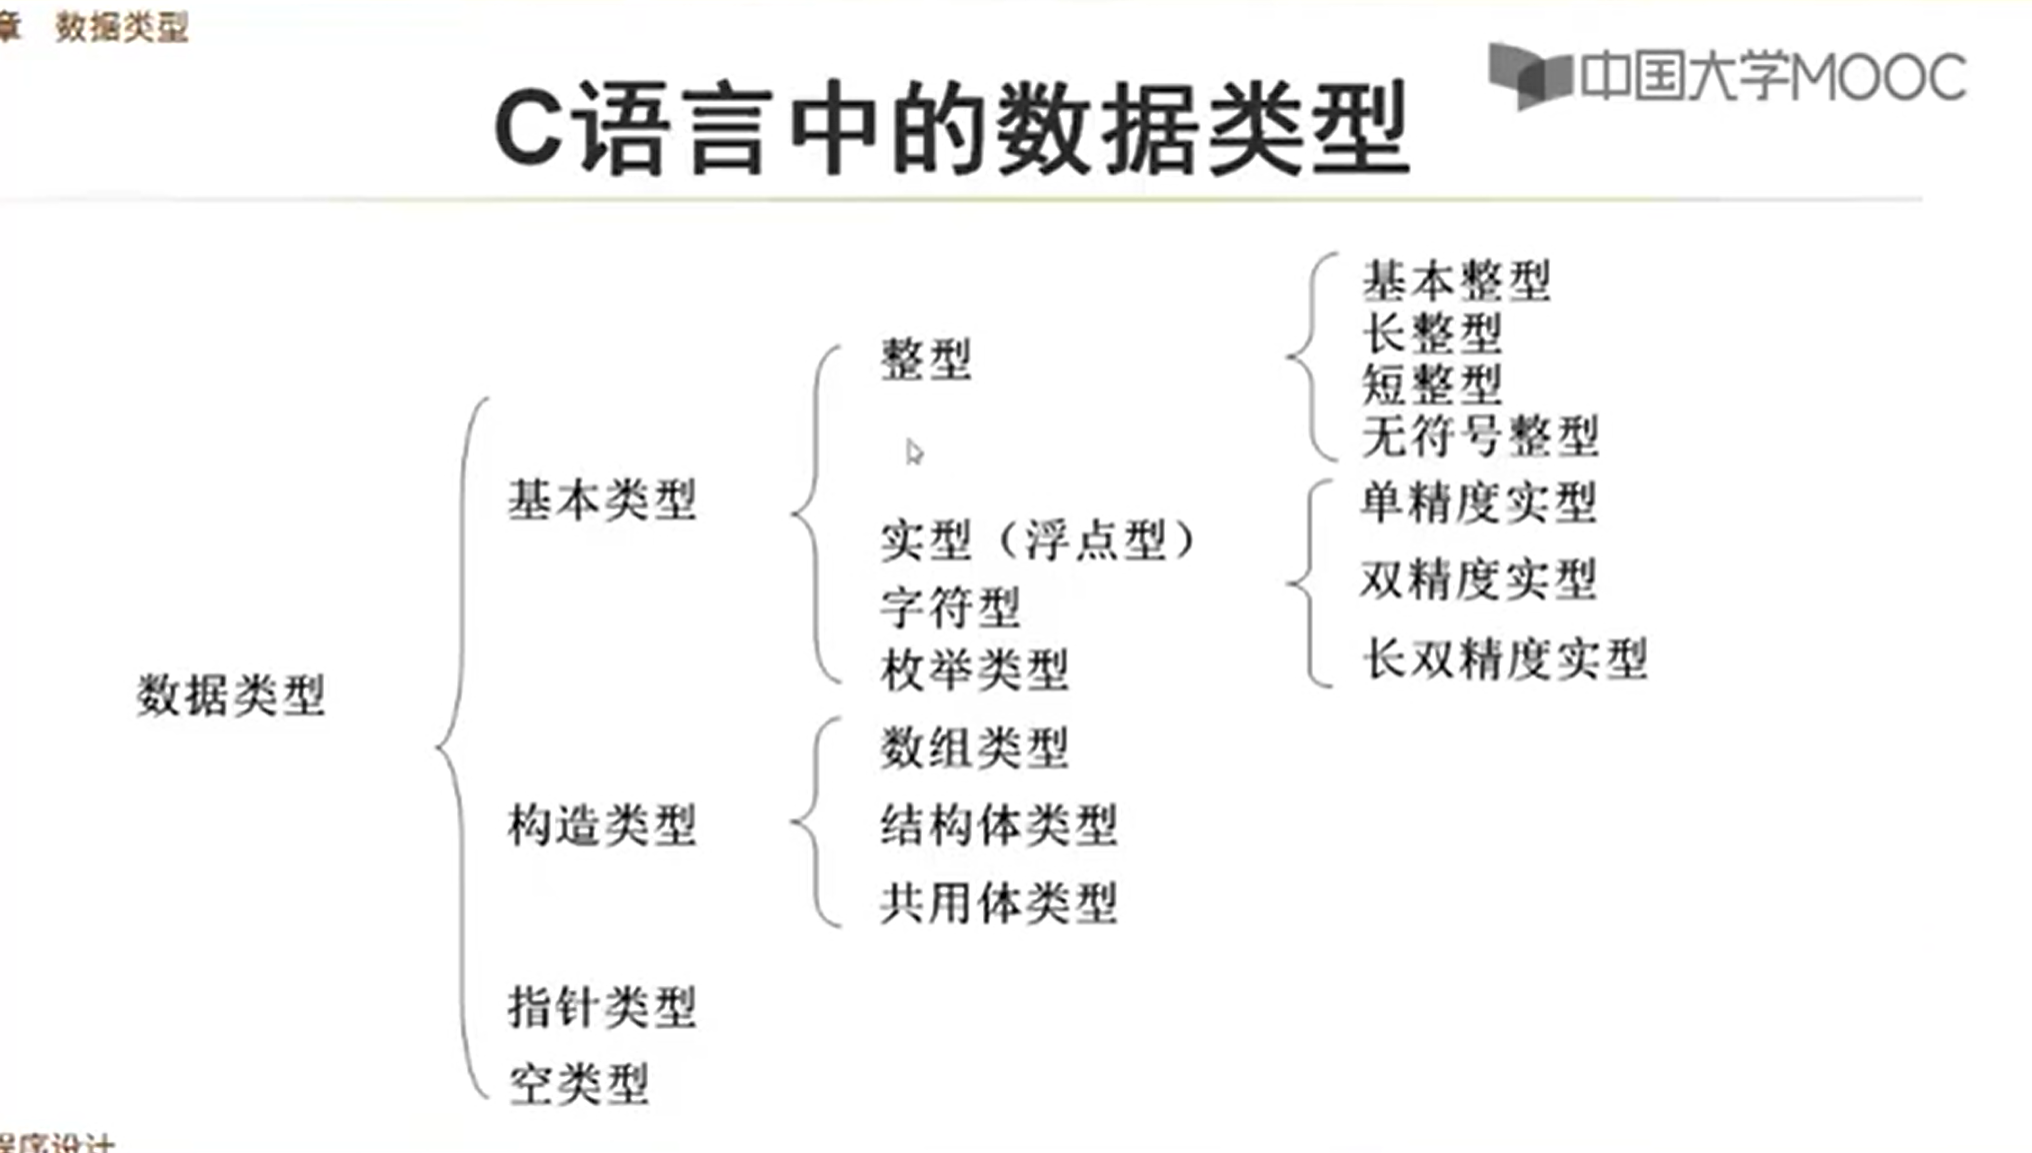 章 数据类型
中国大学MOOC
C语言中的数据类型
数据类型
基本类型
整型
基本整型
长整型
短整型
无符号整型
实型（浮点型）
单精度实型
双精度实型
长双精度实型
字符型
枚举类型
构造类型
数组类型
结构体类型
共用体类型
指针类型
空类型
程序设计